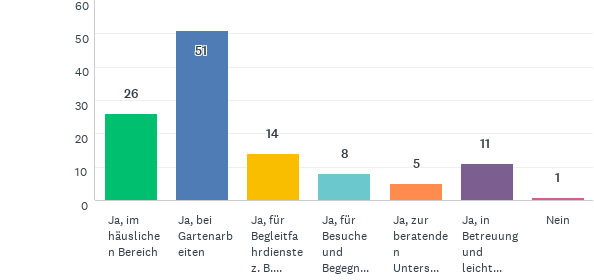 60
50
40
30
20
10
0
26
51
14
8
5
11
1
Ja, im
häusliche
n Bereich
Ja, bei
Gartenarb
eiten
Ja, für
Begleitfa
hrdienste
z. B....
Ja, für
Besuche
und
Begegn...
Ja, zur
beratende
n
Unters...
Ja, in
Betreuung
und
leicht...
Nein